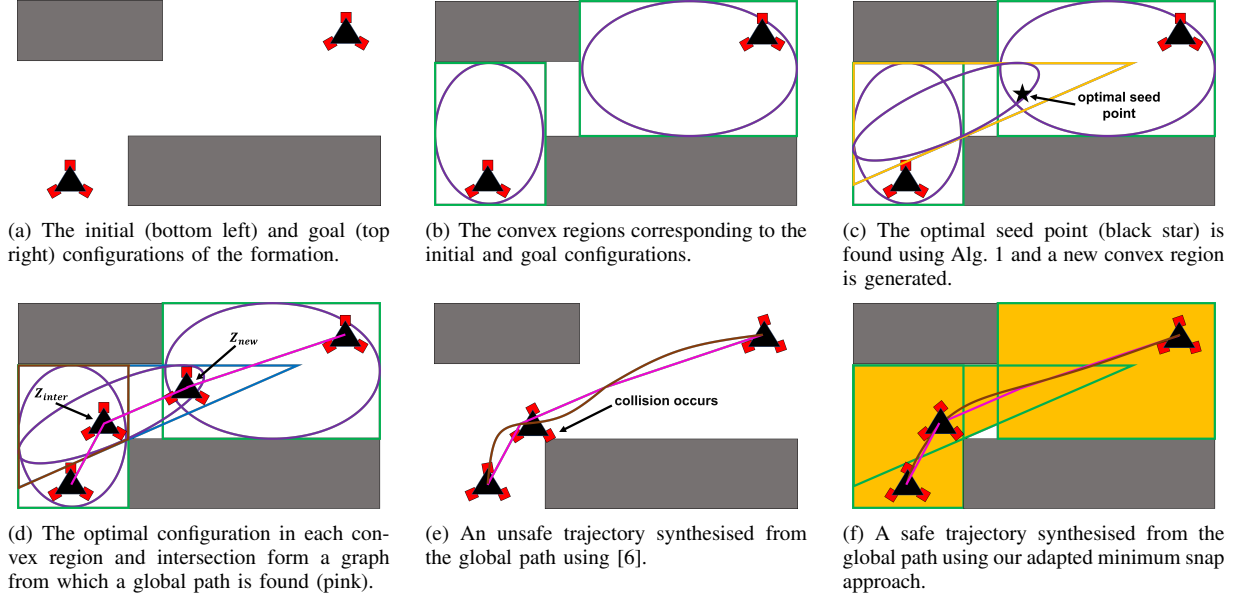 (a) The initial (bottom left) and goal (top
right) configurations of the formation.
(b) The convex regions corresponding to the
initial and goal configurations.
optimal seed
point
(c) The optimal seed point (black star) is
found using Alg. 1 and a new convex region
is generated.
Z_new
Z_inter
(d) The optimal configuration in each con-
vex region and intersection form a graph
from which a global path is found (pink).
collision occurs
(e) An unsafe trajectory synthesised from
the global path using [6].
(f) A safe trajectory synthesised from the
global path using our adapted minimum snap
approach.